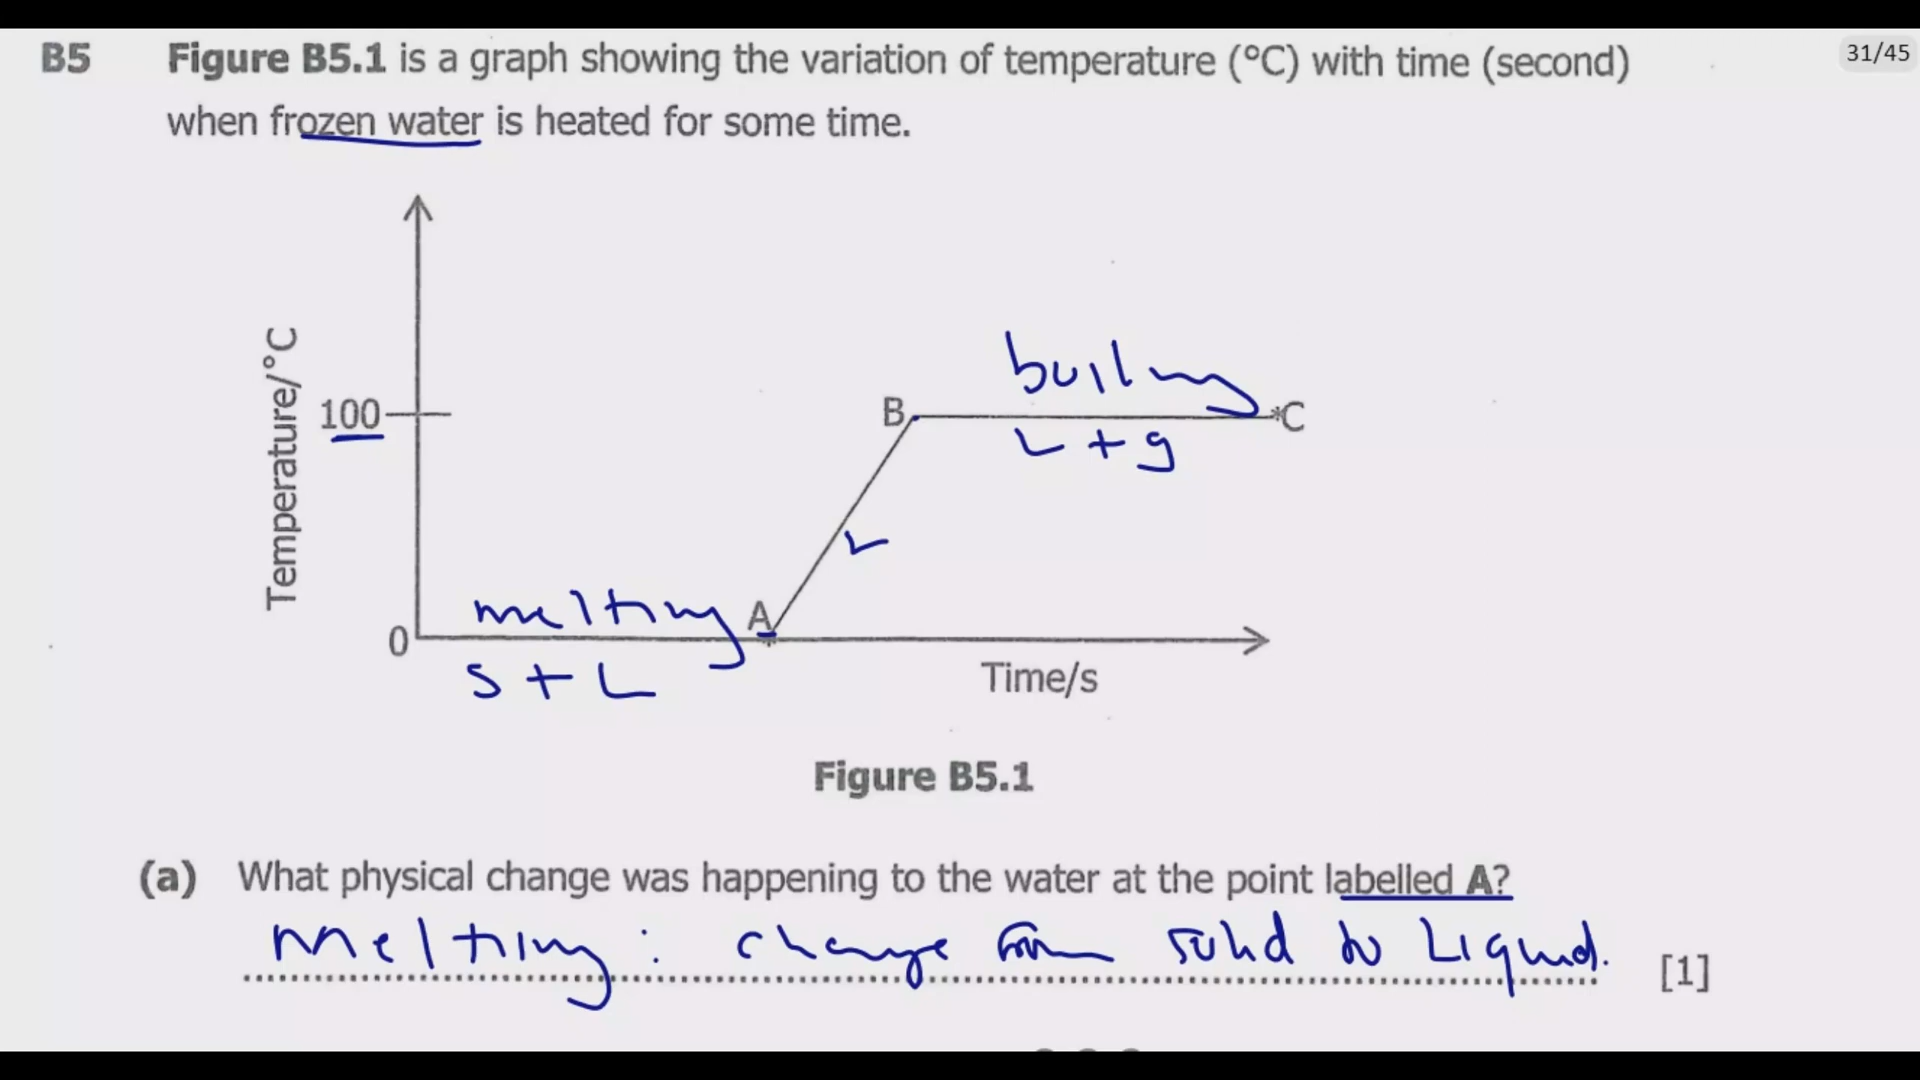 B5 Figure B5.1 is a graph showing the variation of temperature (°C) with time (second)
31/45
when frozen water is heated for some time.
Temperature/°C
100
B
boiling
C
L + g
L
melting
A
0
S + L
Time/s
Figure B5.1
(a) What physical change was happening to the water at the point labelled A?
melting : change from solid to Liquid.
[1]